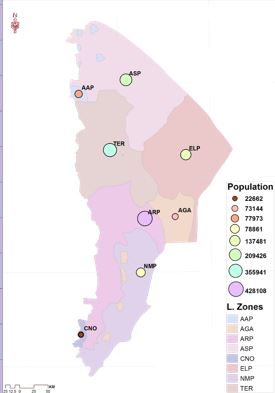 N
ASP
AAP
TER
ELP
ARP
AGA
NMP
CNO
Population
22662
73144
77973
78861
137481
209426
355941
428108
L. Zones
AAP
AGA
ARP
ASP
CNO
ELP
NMP
TER
25 12.5 0 25 50
KM